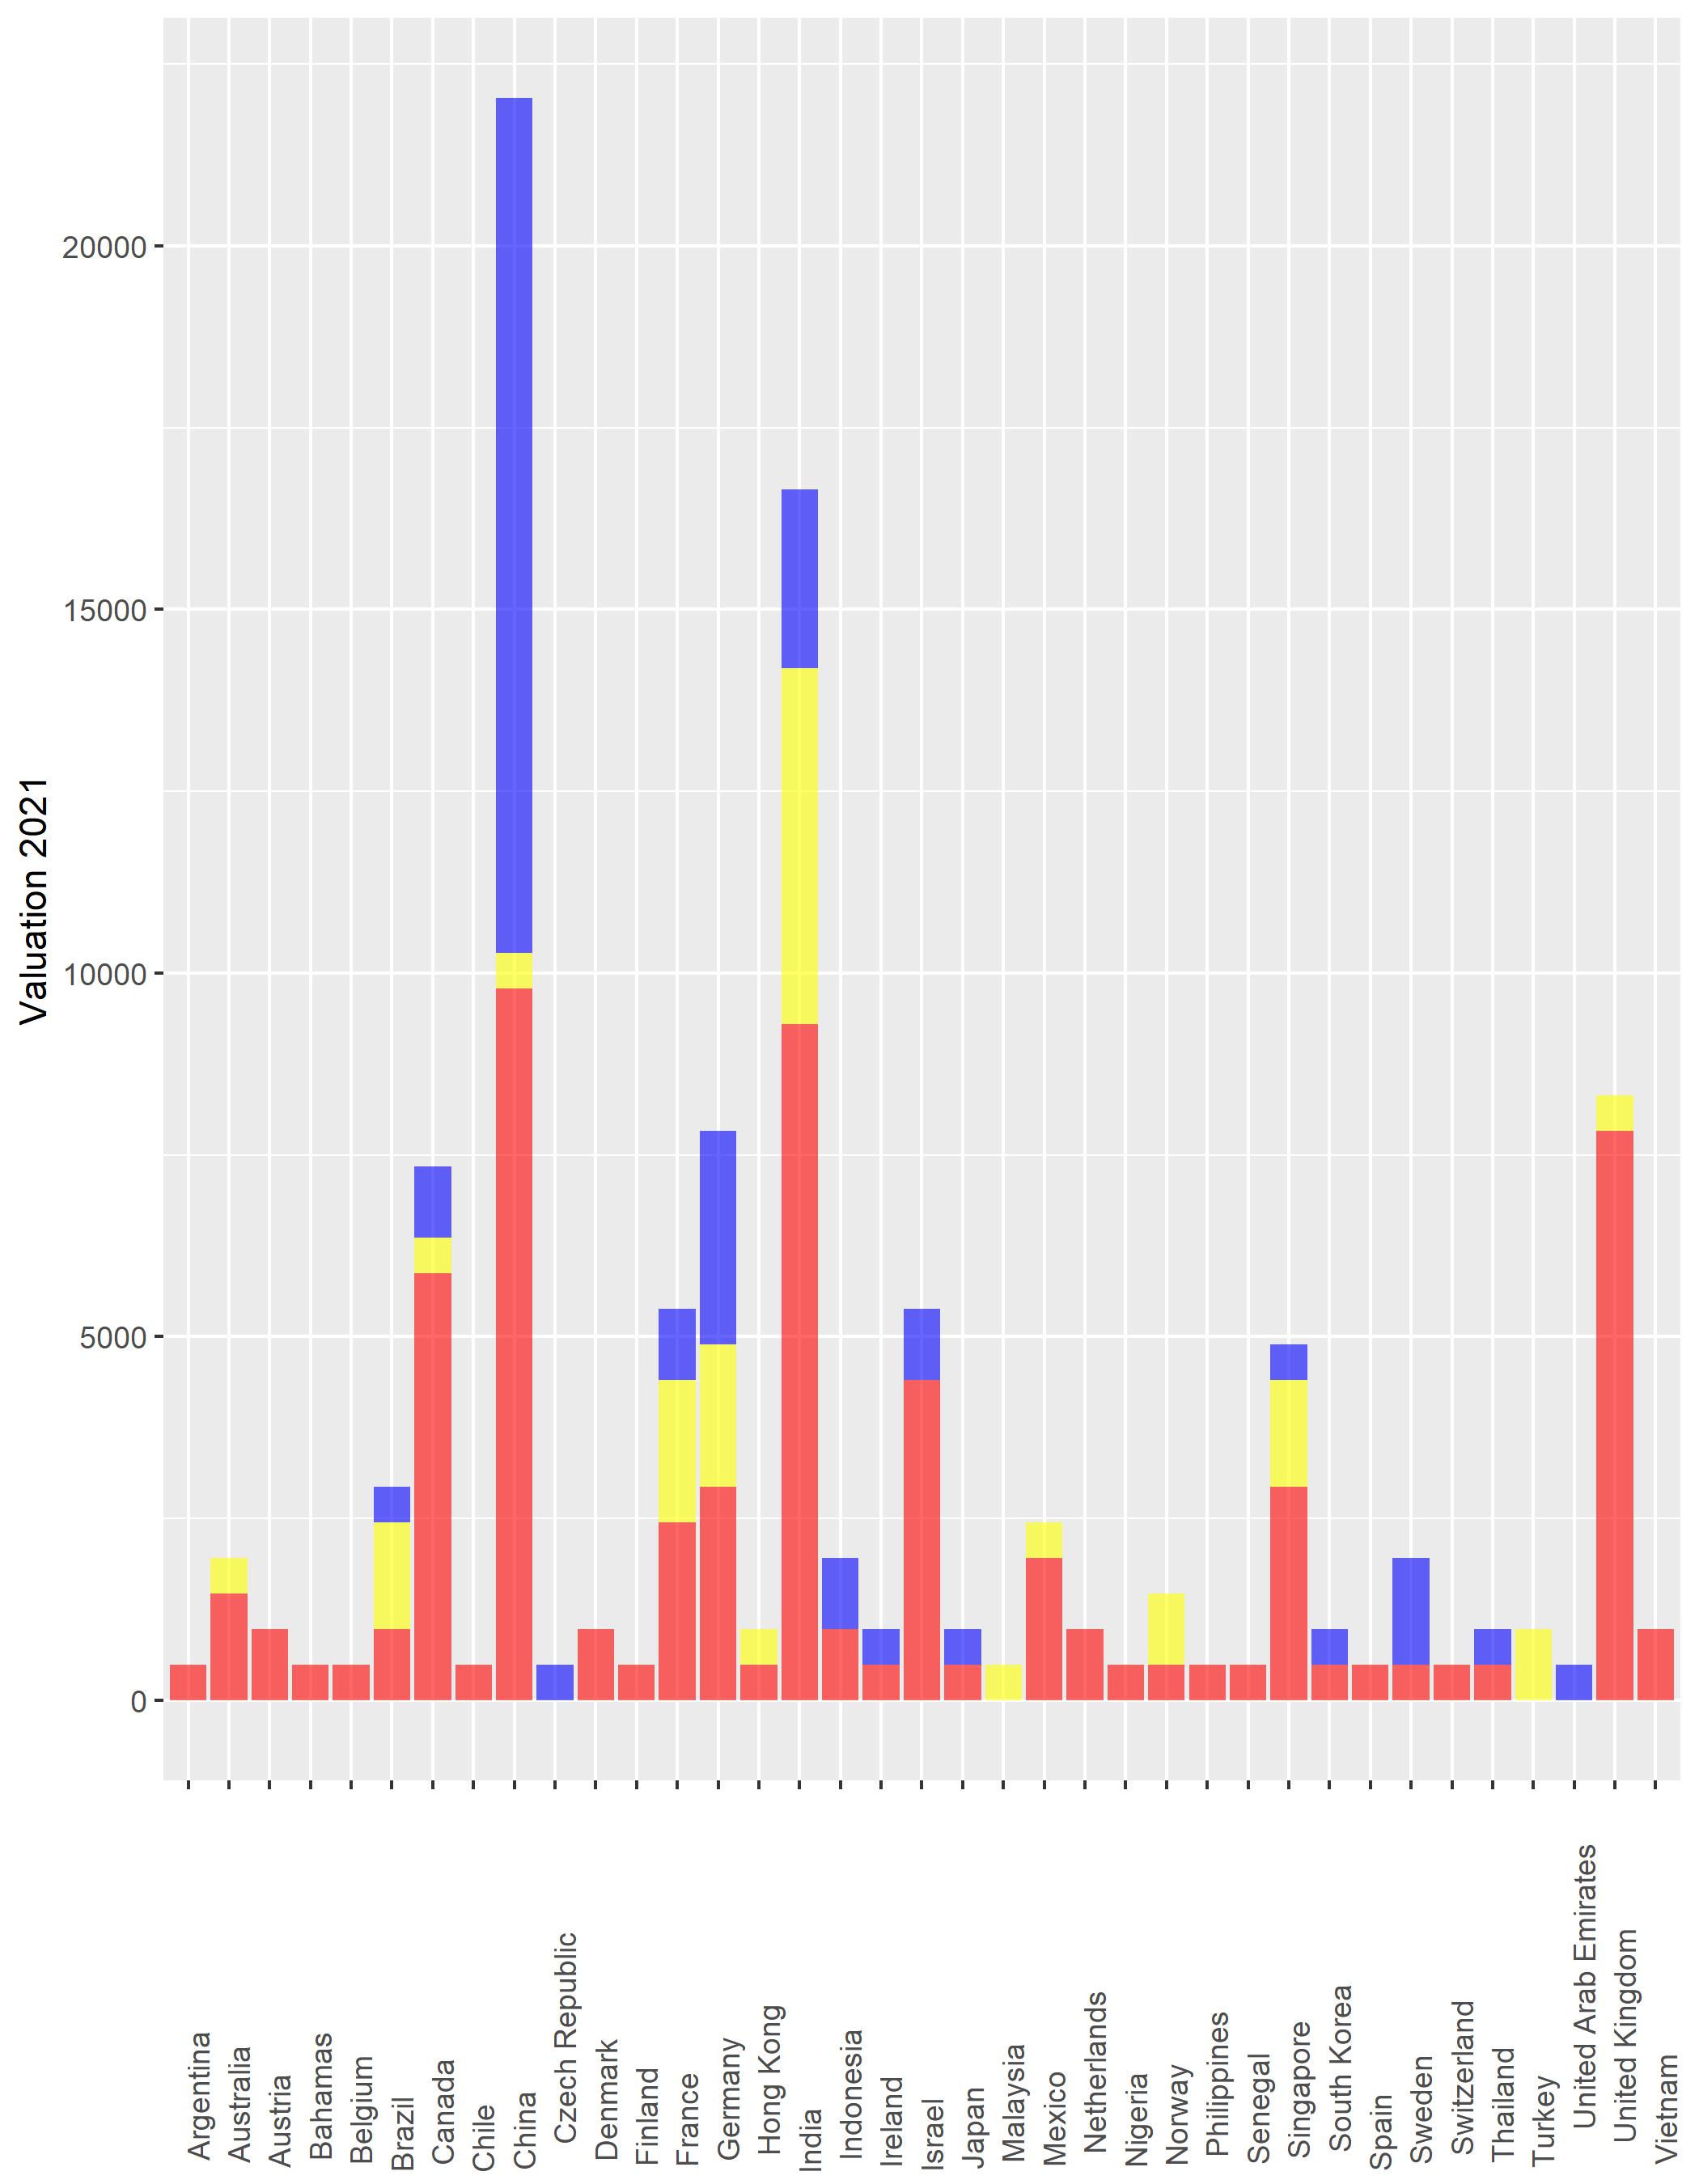 Valuation 2021
20000
15000
10000
5000
0
Argentina
Australia
Austria
Bahamas
Belgium
Brazil
Canada
Chile
China
Czech Republic
Denmark
Finland
France
Germany
Hong Kong
India
Indonesia
Ireland
Israel
Japan
Malaysia
Mexico
Netherlands
Nigeria
Norway
Philippines
Senegal
Singapore
South Korea
Spain
Sweden
Switzerland
Thailand
Turkey
United Arab Emirates
United Kingdom
Vietnam